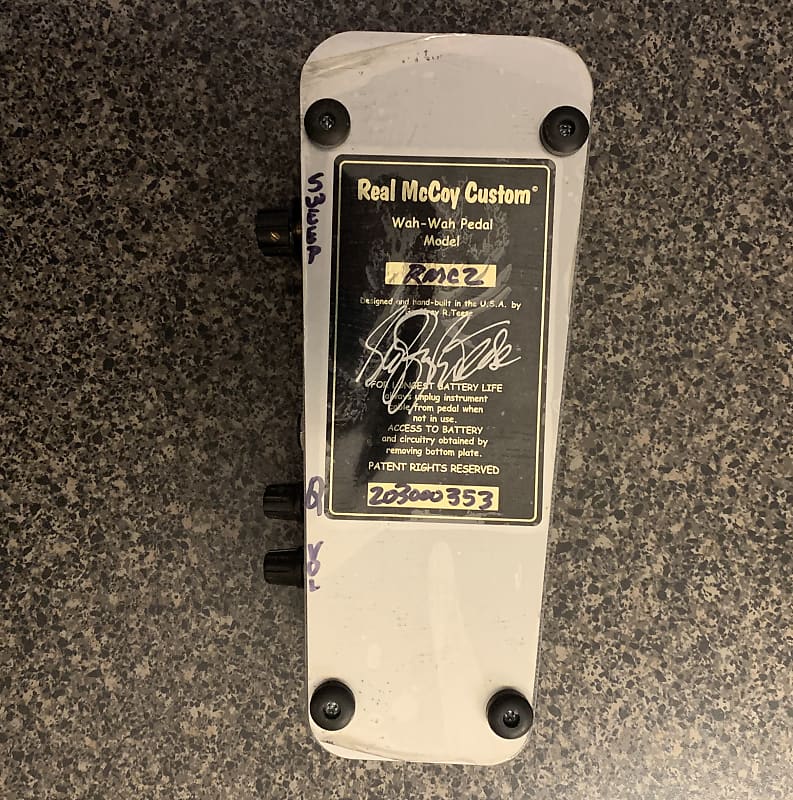 Real McCoy Custom©
Wah-Wah Pedal
Model
RMC2
Designed and hand-built in the U.S.A. by
R.Teese
FOR LONGEST BATTERY LIFE
always unplug instrument
cable from pedal when
not in use.
ACCESS TO BATTERY
and circuitry obtained by
removing bottom plate.
PATENT RIGHTS RESERVED
203000353
SWEEP
Q
VOL